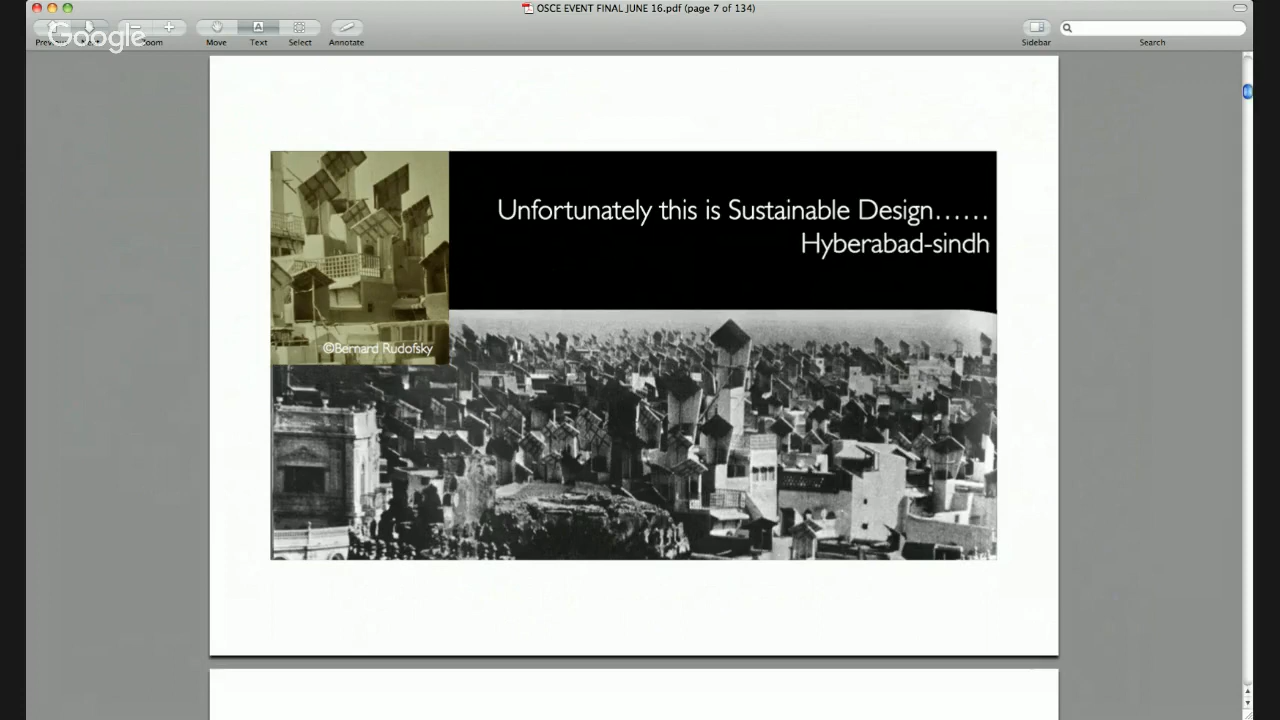 OSCE EVENT FINAL JUNE 16.pdf (page 7 of 134)
Google
Zoom
Move
Text
Select
Annotate
Sidebar
Search
Unfortunately this is Sustainable Design......
Hyberabad-sindh
©Bernard Rudofsky